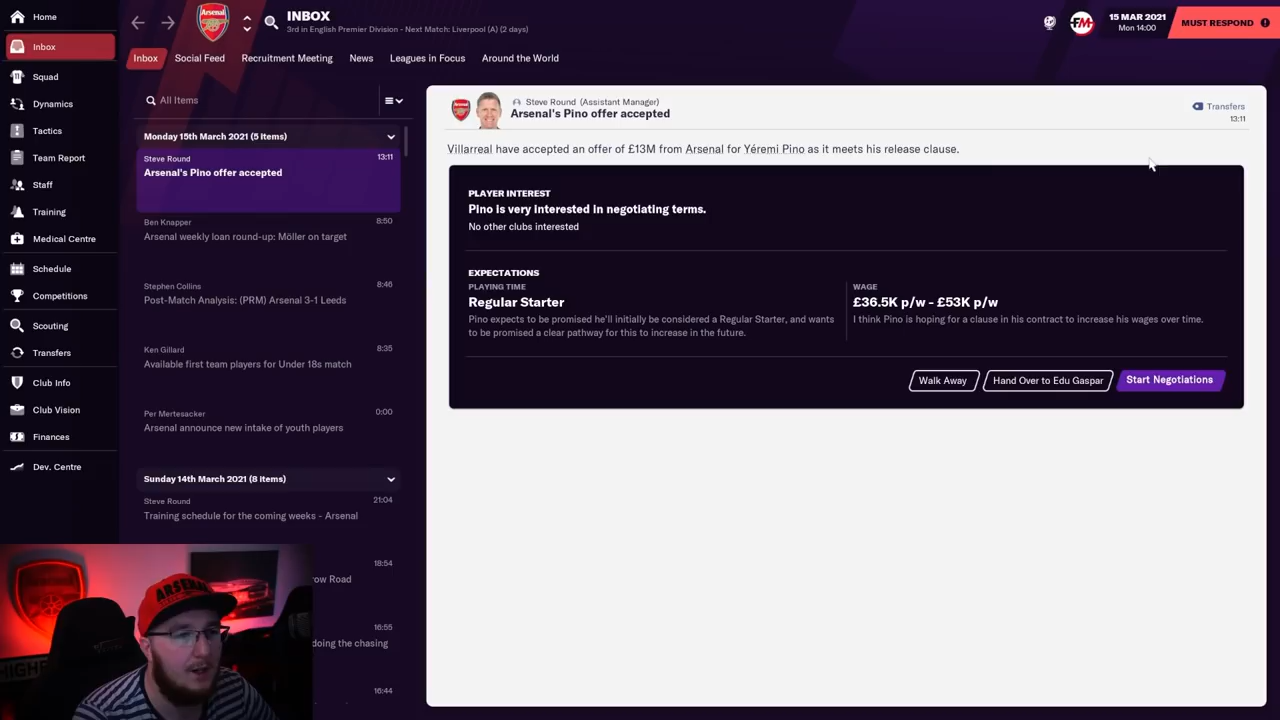 Home
Inbox
Squad
Dynamics
Tactics
Team Report
Staff
Training
Medical Centre
Schedule
Competitions
Scouting
Transfers
Club Info
Club Vision
Finances
Dev. Centre
Arsenal
INBOX
3rd in English Premier Division - Next Match: Liverpool (A) (2 days)
FM
15 MAR 2021
Mon 14:00
MUST RESPOND
Inbox
Social Feed
Recruitment Meeting
News
Leagues in Focus
Around the World
All Items
Monday 15th March 2021 (5 items)
Steve Round 13:11
Arsenal's Pino offer accepted
Ben Knapper 8:50
Arsenal weekly loan round-up: Möller on target
Stephen Collins 8:46
Post-Match Analysis: (PRM) Arsenal 3-1 Leeds
Ken Gillard 8:35
Available first team players for Under 18s match
Per Mertesacker 0:00
Arsenal announce new intake of youth players
Sunday 14th March 2021 (8 items)
Steve Round 21:04
Training schedule for the coming weeks - Arsenal
18:54
row Road
16:55
doing the chasing
16:44
Steve Round (Assistant Manager)
Arsenal's Pino offer accepted
Transfers
13:11
Villarreal have accepted an offer of £13M from Arsenal for Yéremi Pino as it meets his release clause.
PLAYER INTEREST
Pino is very interested in negotiating terms.
No other clubs interested
EXPECTATIONS
PLAYING TIME
Regular Starter
Pino expects to be promised he'll initially be considered a Regular Starter, and wants
to be promised a clear pathway for this to increase in the future.
WAGE
£36.5K p/w - £53K p/w
I think Pino is hoping for a clause in his contract to increase his wages over time.
Walk Away
Hand Over to Edu Gaspar
Start Negotiations